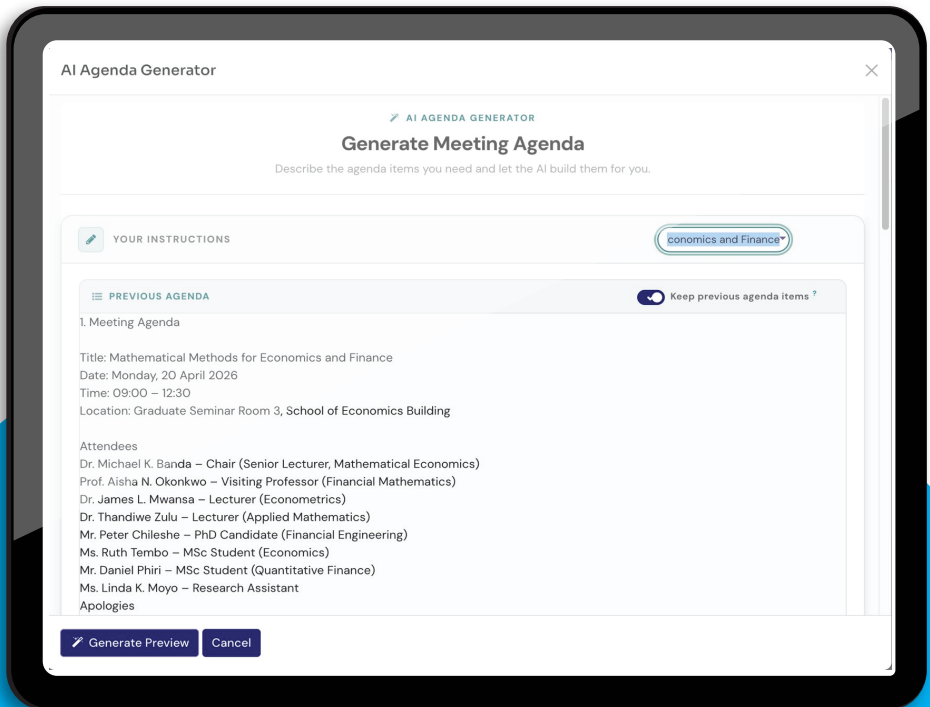 AI Agenda Generator
AI AGENDA GENERATOR
Generate Meeting Agenda
Describe the agenda items you need and let the AI build them for you.
YOUR INSTRUCTIONS
conomics and Finance
PREVIOUS AGENDA
Keep previous agenda items ?
1. Meeting Agenda
Title: Mathematical Methods for Economics and Finance
Date: Monday, 20 April 2026
Time: 09:00 – 12:30
Location: Graduate Seminar Room 3, School of Economics Building
Attendees
Dr. Michael K. Banda – Chair (Senior Lecturer, Mathematical Economics)
Prof. Aisha N. Okonkwo – Visiting Professor (Financial Mathematics)
Dr. James L. Mwansa – Lecturer (Econometrics)
Dr. Thandiwe Zulu – Lecturer (Applied Mathematics)
Mr. Peter Chileshe – PhD Candidate (Financial Engineering)
Ms. Ruth Tembo – MSc Student (Economics)
Mr. Daniel Phiri – MSc Student (Quantitative Finance)
Ms. Linda K. Moyo – Research Assistant
Apologies
Generate Preview
Cancel